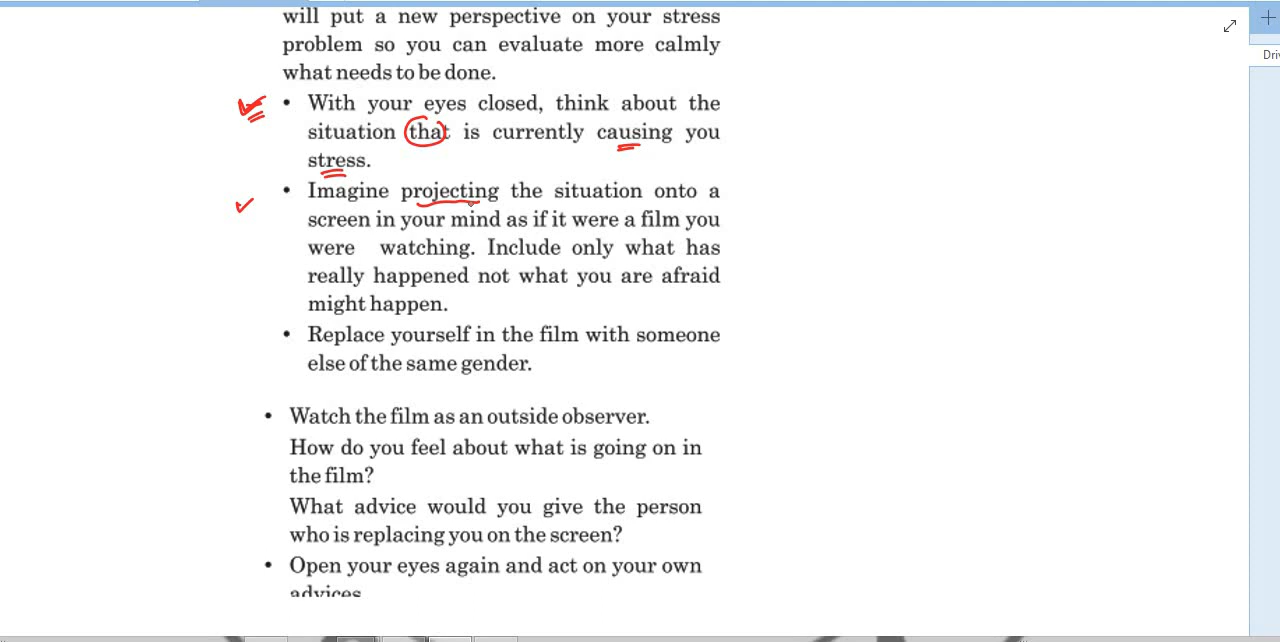 will put a new perspective on your stress
problem so you can evaluate more calmly
what needs to be done.
• With your eyes closed, think about the
situation that is currently causing you
stress.
• Imagine projecting the situation onto a
screen in your mind as if it were a film you
were watching. Include only what has
really happened not what you are afraid
might happen.
• Replace yourself in the film with someone
else of the same gender.
• Watch the film as an outside observer.
How do you feel about what is going on in
the film?
What advice would you give the person
who is replacing you on the screen?
• Open your eyes again and act on your own
advices
Driv